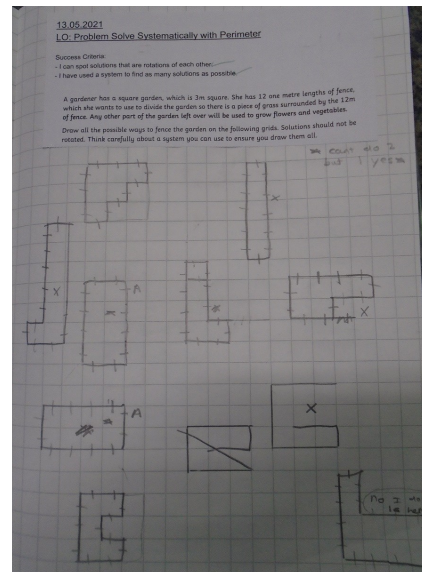 13.05.2021
LO: Problem Solve Systematically with Perimeter
Success Criteria:
- I can spot solutions that are rotations of each other.
- I have used a system to find as many solutions as possible.
A gardener has a square garden, which is 3m square. She has 12 one metre lengths of fence,
which she wants to use to divide the garden so there is a piece of grass surrounded by the 12m
of fence. Any other part of the garden left over will be used to grow flowers and vegetables.
Draw all the possible ways to fence the garden on the following grids. Solutions should not be
rotated. Think carefully about a system you can use to ensure you draw them all.
but 1 yes
x
x
A
x
A
x
no